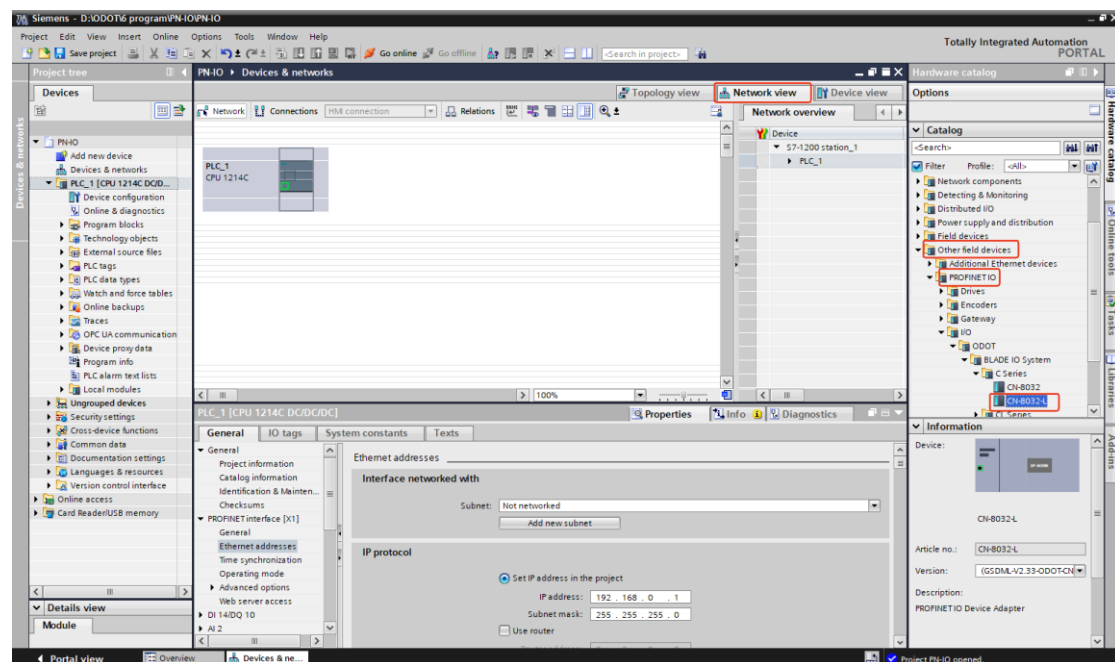 Siemens - D:\ODOT\6 program\PN-IO\PN-IO
Project Edit View Insert Online Options Tools Window Help
Totally Integrated Automation
PORTAL
Save project
Go online
Go offline
<Search in project>
Project tree
Devices
Devices & networks
PN-IO
Add new device
Devices & networks
PLC_1 [CPU 1214C DC/D...
Device configuration
Online & diagnostics
Program blocks
Technology objects
External source files
PLC tags
PLC data types
Watch and force tables
Online backups
Traces
OPC UA communication
Device proxy data
Program info
PLC alarm text lists
Local modules
Ungrouped devices
Security settings
Cross-device functions
Common data
Documentation settings
Languages & resources
Version control interface
Online access
Card Reader/USB memory
Details view
Module
PN-IO Devices & networks
Topology view
Network view
Device view
Network
Connections
HMI connection
Relations
PLC_1
CPU 1214C
100%
Network overview
Device
S7-1200 station_1
PLC_1
PLC_1 [CPU 1214C DC/DC/DC]
Properties
Info
Diagnostics
General IO tags System constants Texts
General
Project information
Catalog information
Identification & Mainten...
Checksums
PROFINET interface [X1]
General
Ethernet addresses
Time synchronization
Operating mode
Advanced options
Web server access
DI 14/DQ 10
AI 2
Ethernet addresses
Interface networked with
Subnet: Not networked
Add new subnet
IP protocol
Set IP address in the project
IP address: 192 . 168 . 0 . 1
Subnet mask: 255 . 255 . 255 . 0
Use router
Hardware catalog
Options
Catalog
<Search>
Filter Profile: <All>
Network components
Detecting & Monitoring
Distributed I/O
Power supply and distribution
Field devices
Other field devices
Additional Ethernet devices
PROFINET IO
Drives
Encoders
Gateway
I/O
ODOT
BLADE IO System
C Series
CN-8032
CN-8032-L
CL Series
Information
Device:
CN-8032-L
Article no.: CN-8032-L
Version: (GSDML-V2.33-ODOT-CN
Description:
PROFINET IO Device Adapter
Hardware catalog
Online tools
Tasks
Libraries
Add-ins
Portal view
Overview
Devices & ne...
Project PN-IO opened.